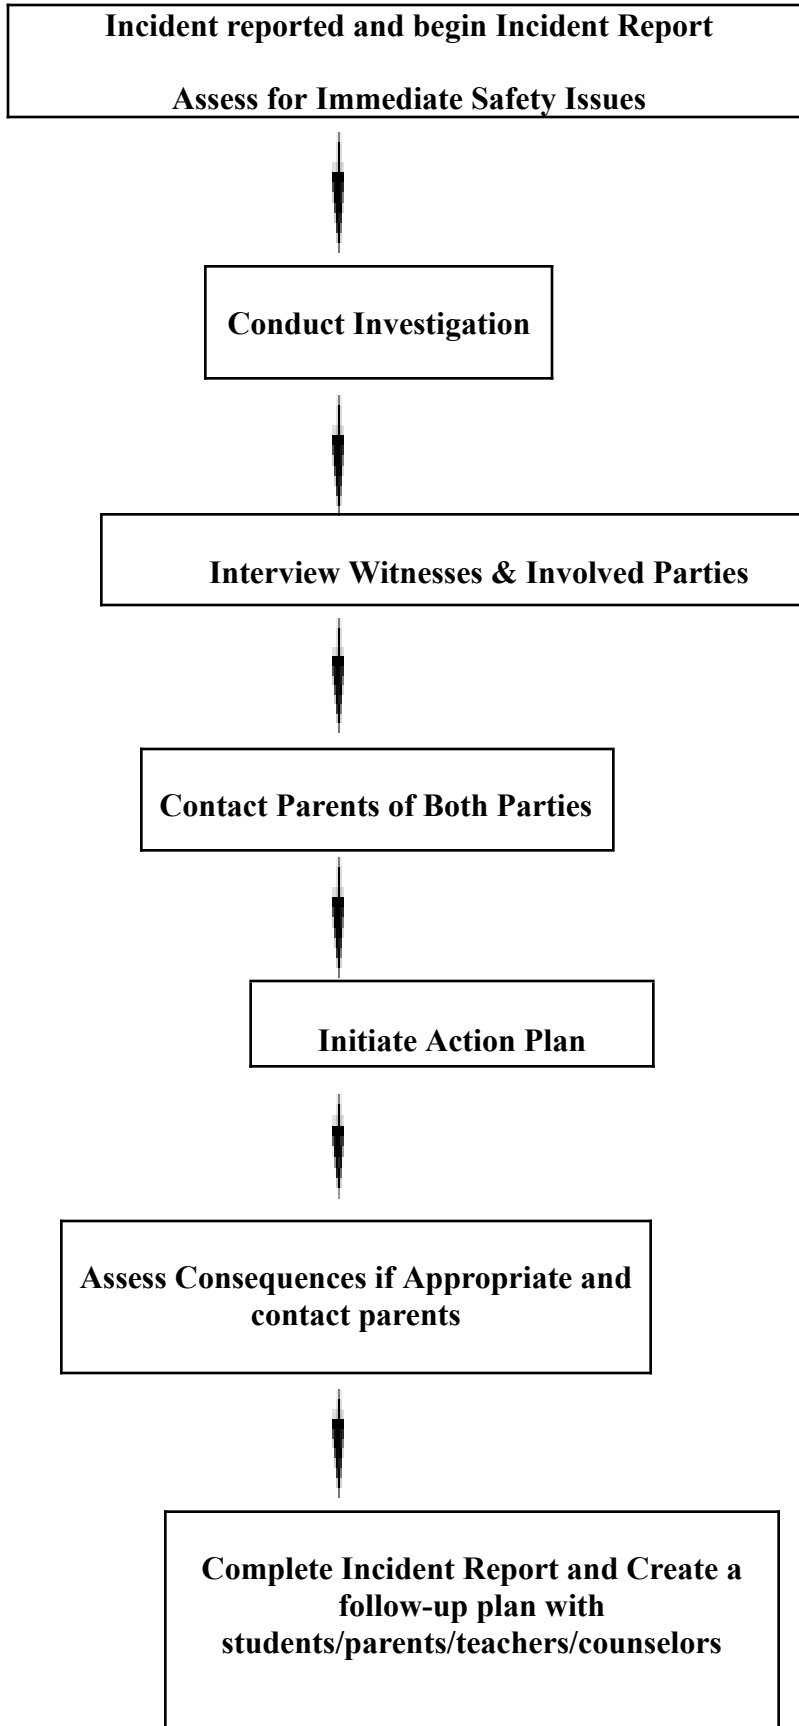 Incident reported and begin Incident Report
Assess for Immediate Safety Issues
Conduct Investigation
Interview Witnesses & Involved Parties
Contact Parents of Both Parties
Initiate Action Plan
Assess Consequences if Appropriate and
contact parents
Complete Incident Report and Create a
follow-up plan with
students/parents/teachers/counselors